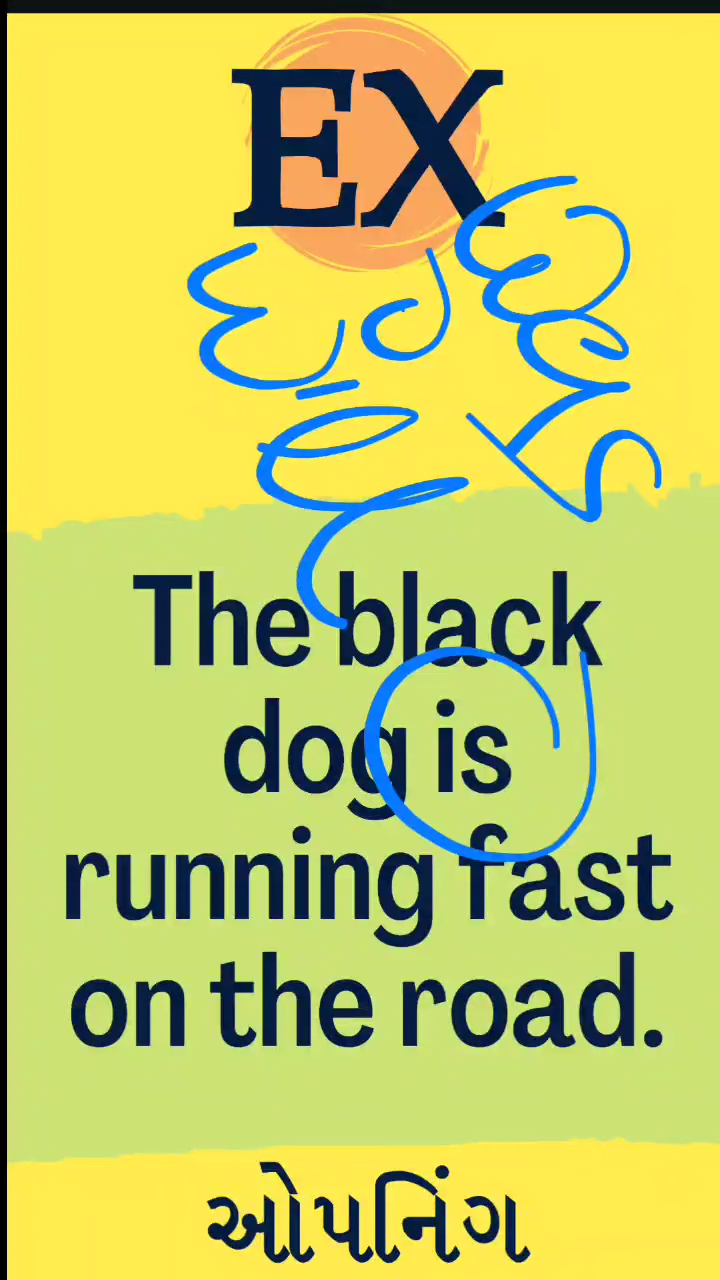 EX
The black
dog is
running fast
on the road.
ઓપનિંગ